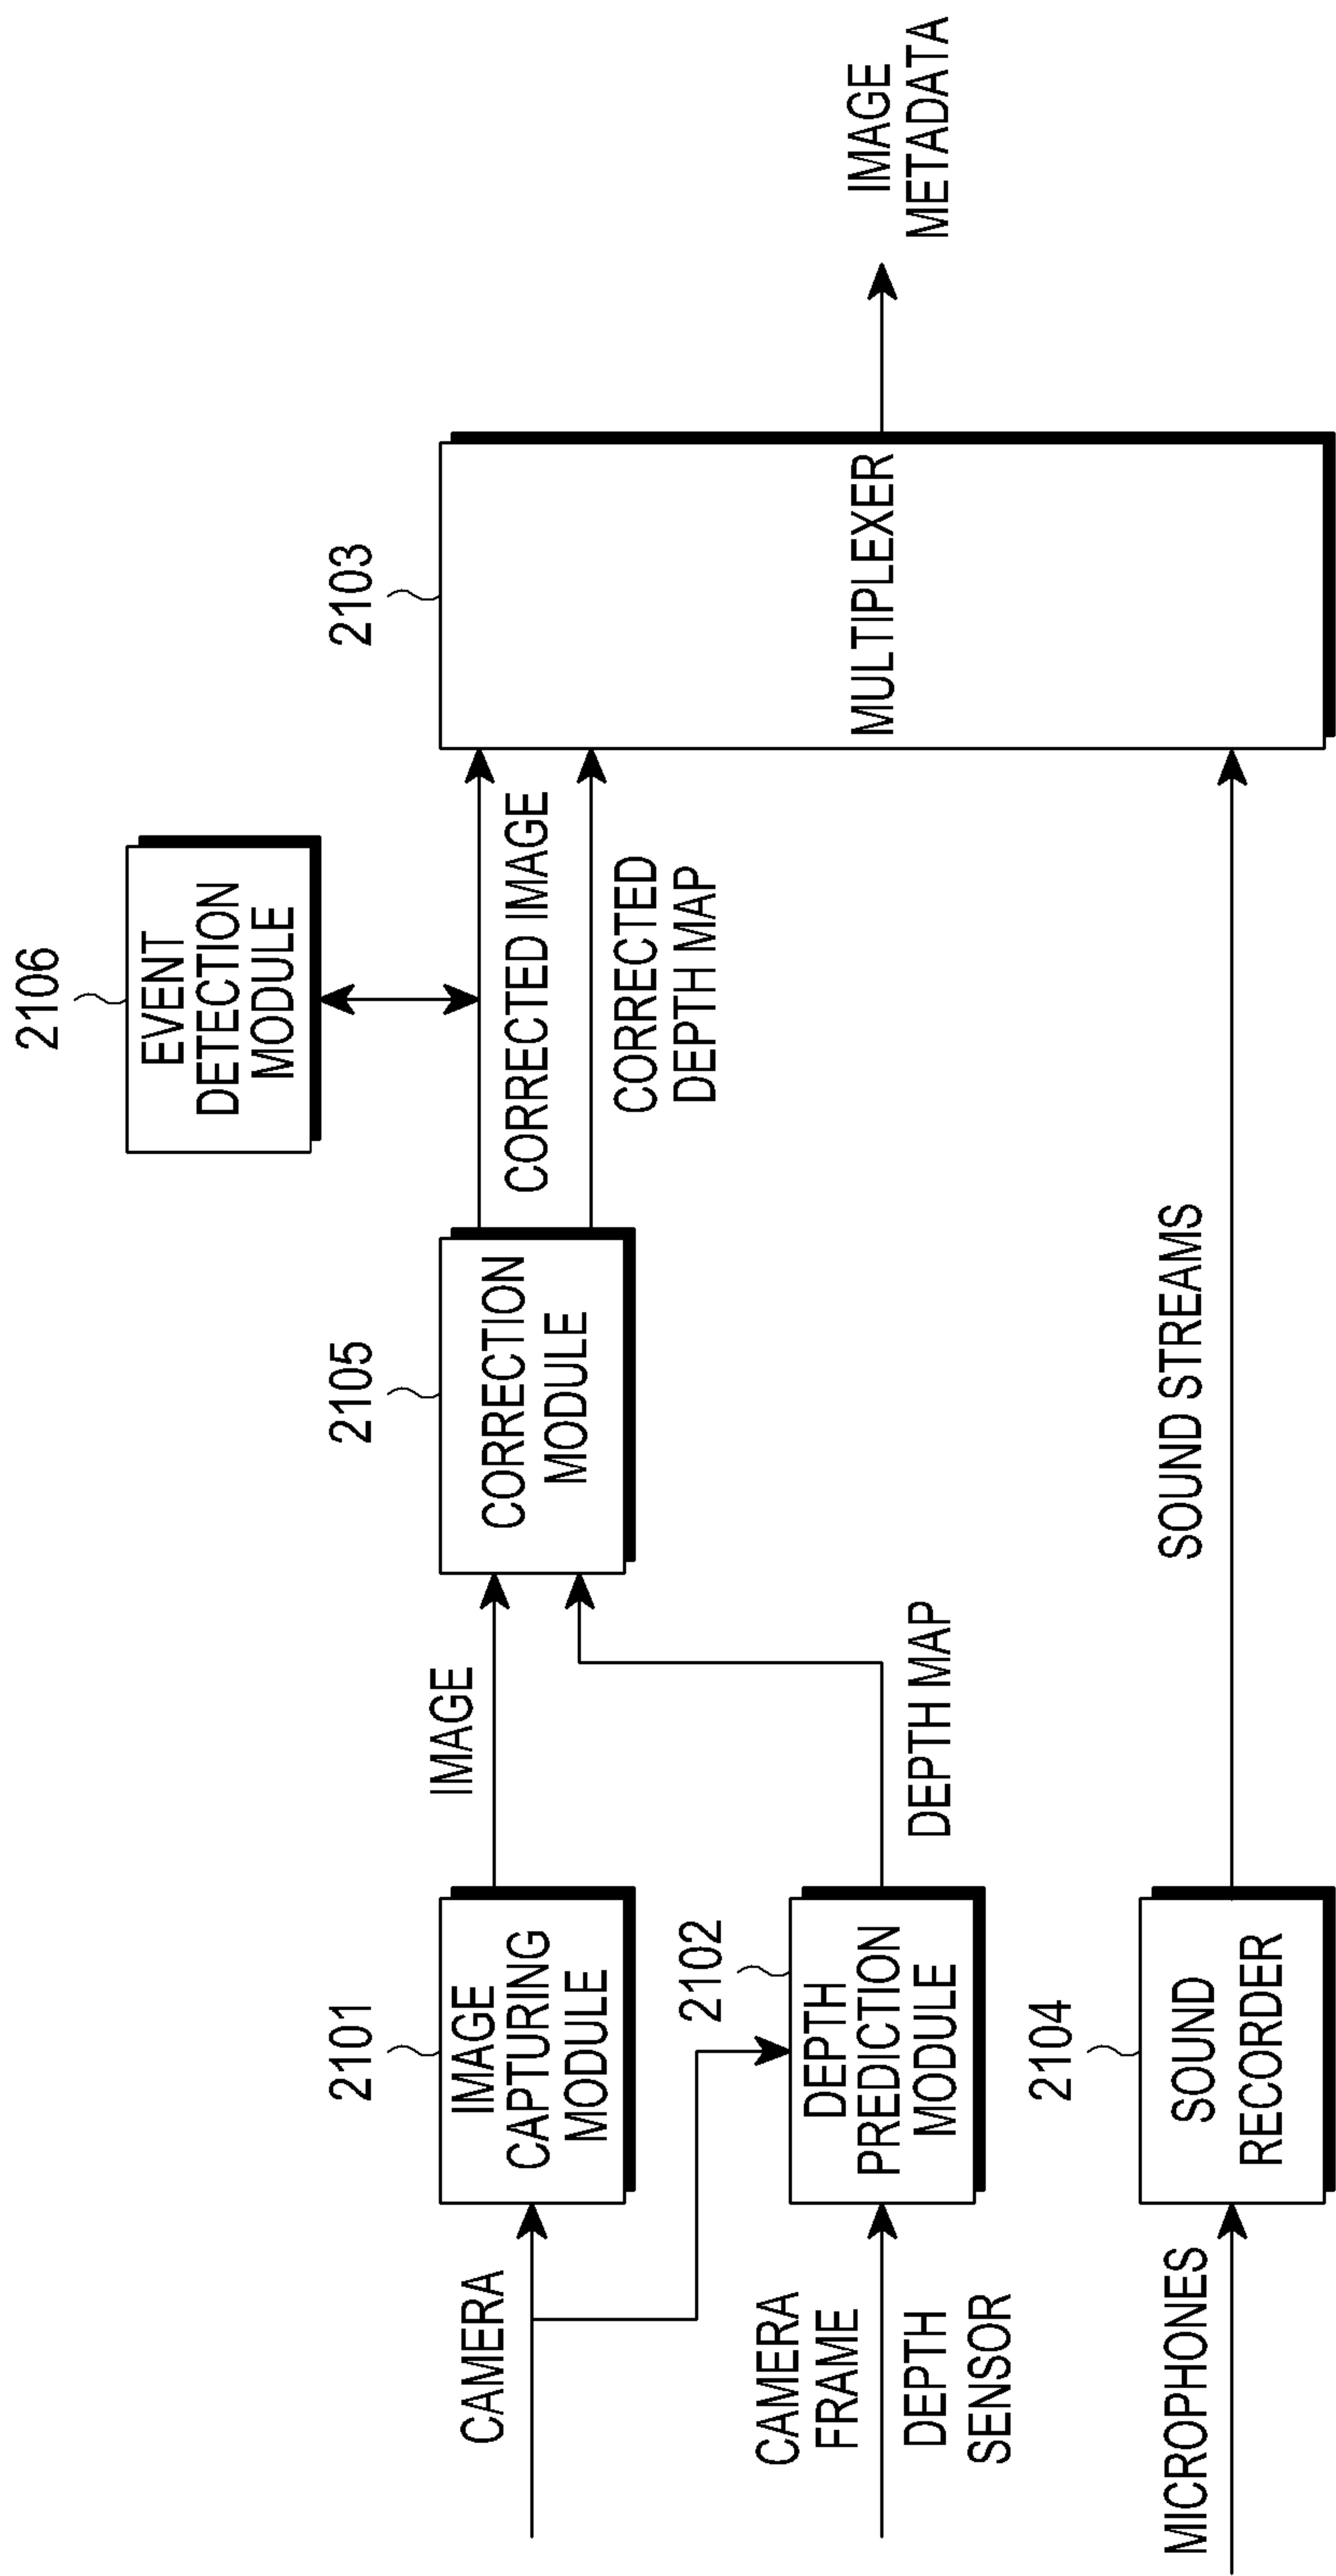 2106
EVENT
DETECTION
MODULE
2101
2105
2103
CAMERA
IMAGE
CAPTURING
MODULE
IMAGE
CORRECTION
MODULE
CORRECTED IMAGE
CORRECTED
DEPTH MAP
2102
CAMERA
FRAME
DEPTH
SENSOR
DEPTH
PREDICTION
MODULE
DEPTH MAP
MULTIPLEXER
IMAGE
METADATA
2104
MICROPHONES
SOUND
RECORDER
SOUND STREAMS